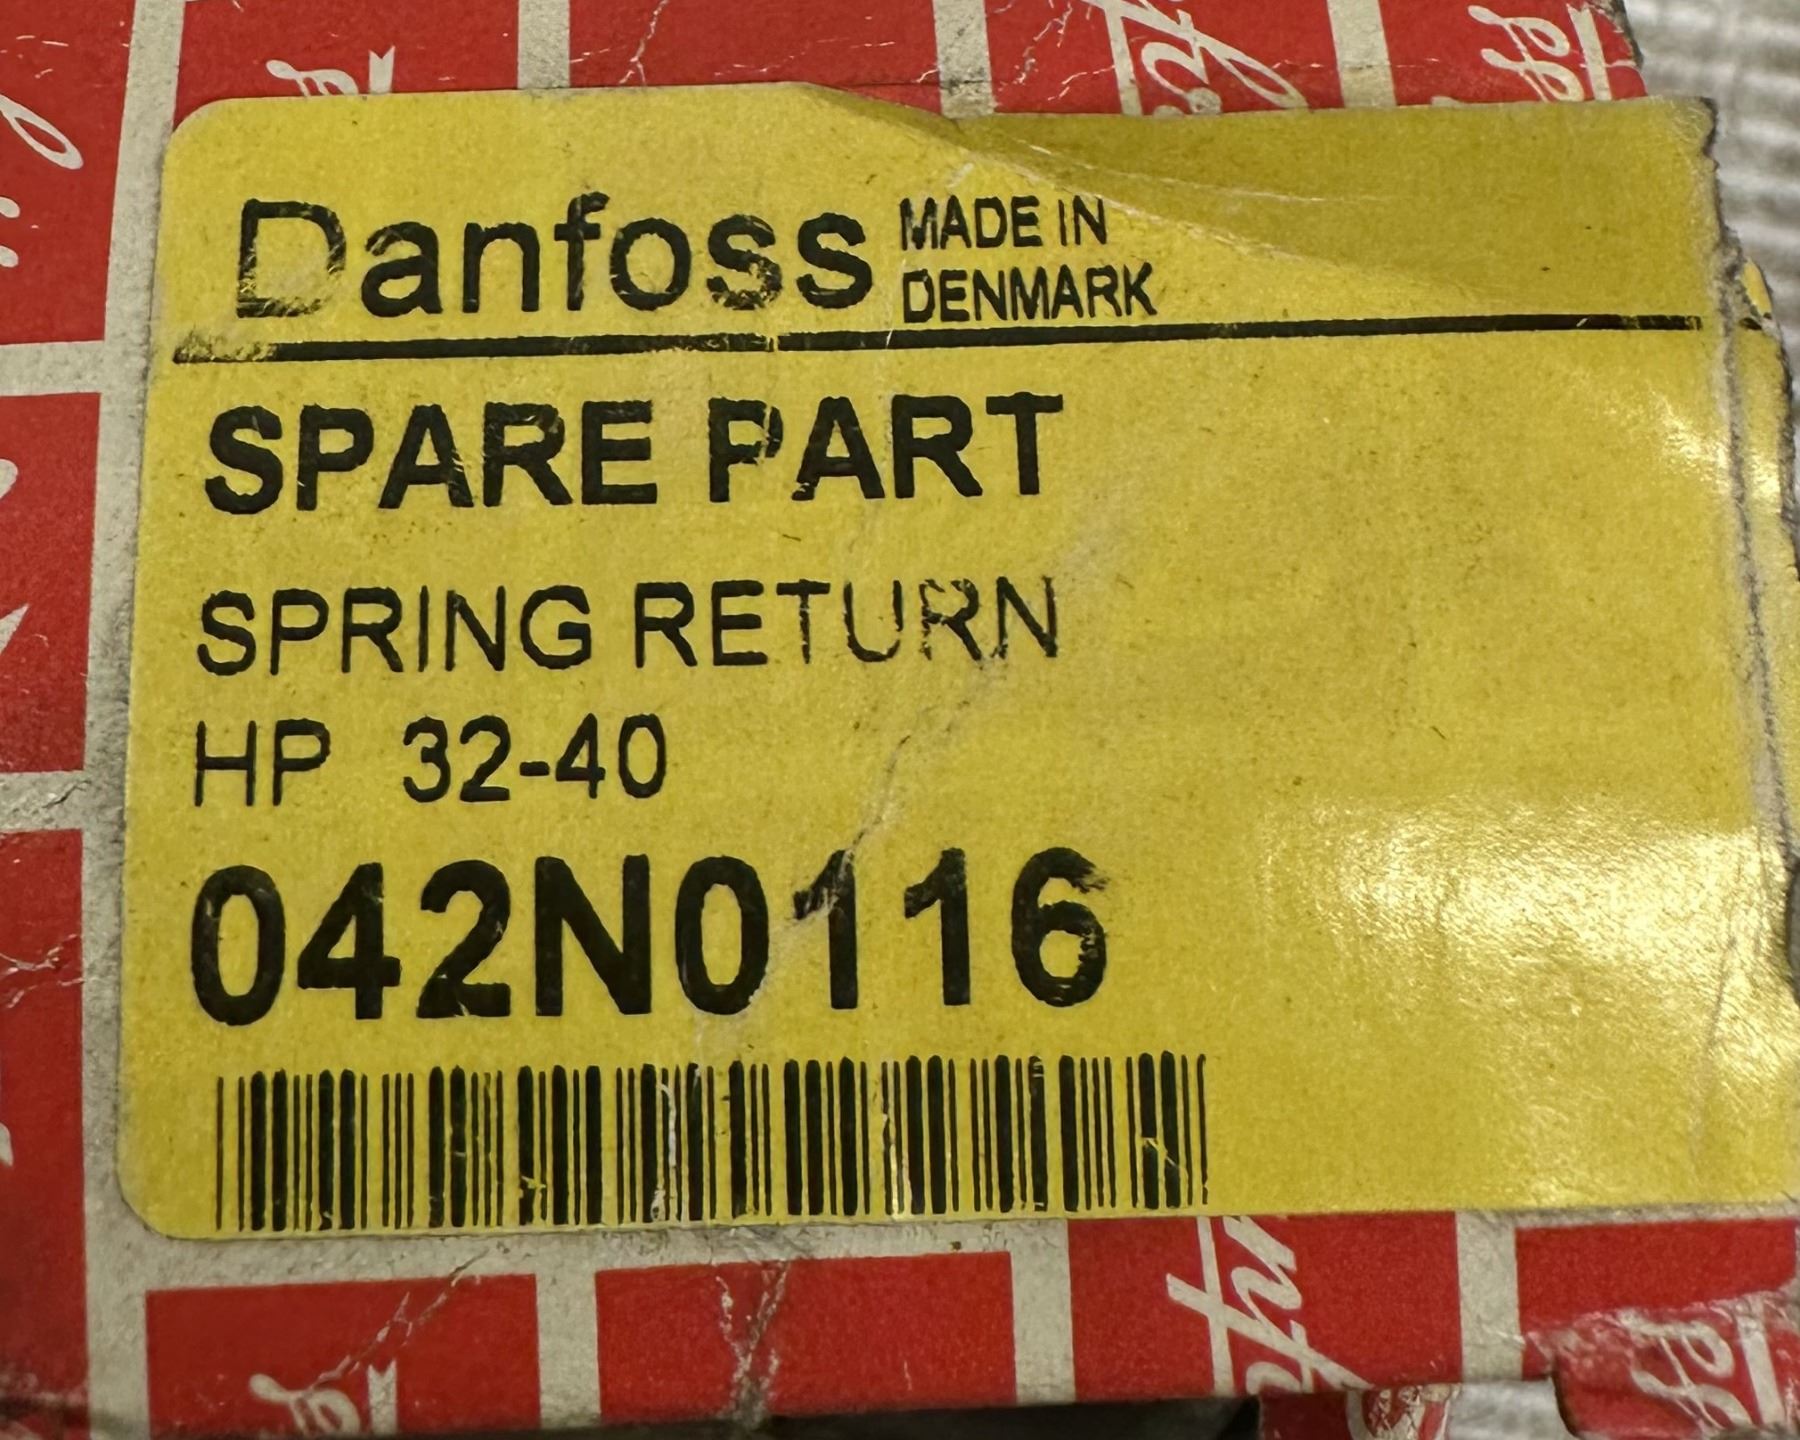 Danfoss MADE IN
DENMARK
SPARE PART
SPRING RETURN
HP 32-40
042N0116